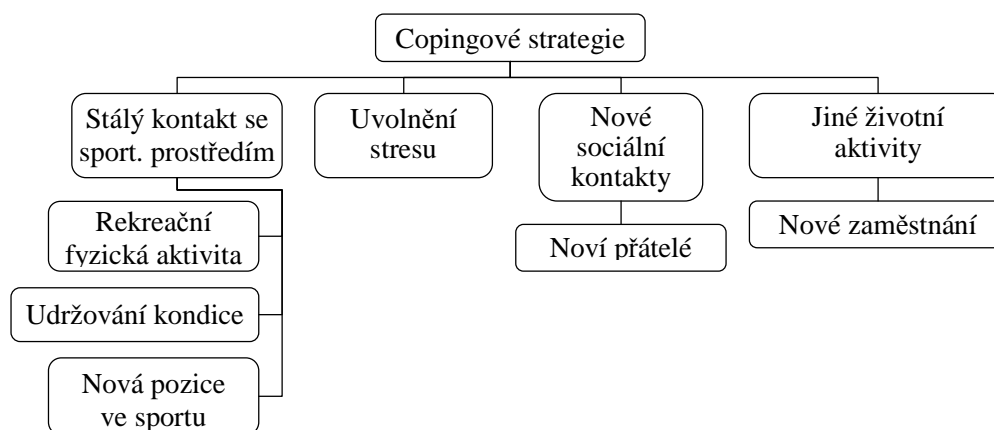 Copingové strategie
Stálý kontakt se
sport. prostředím
Uvolnění
stresu
Nové
sociální
kontakty
Jiné životní
aktivity
Rekreační
fyzická aktivita
Noví přátelé
Nové zaměstnání
Udržování kondice
Nová pozice
ve sportu